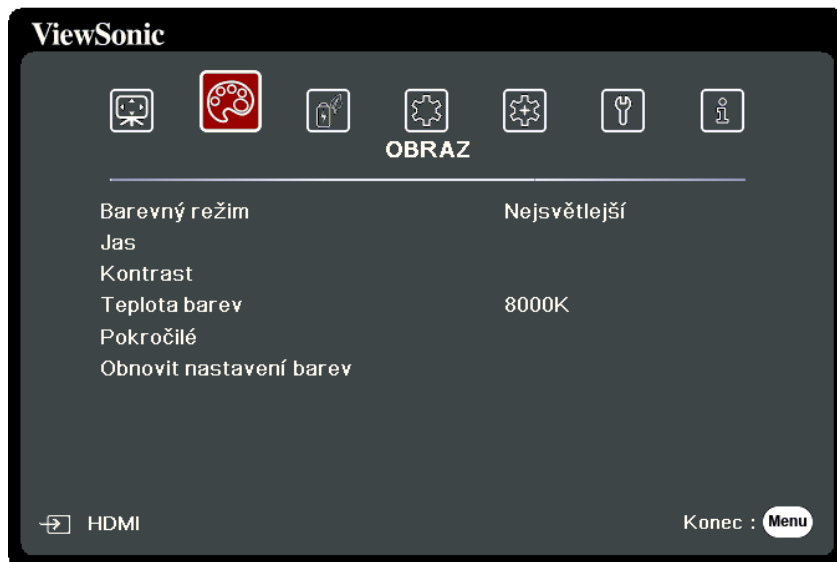 ViewSonic
OBRAZ
Barevný režim Nejsvětlejší
Jas
Kontrast
Teplota barev 8000K
Pokročilé
Obnovit nastavení barev
HDMI Konec : Menu